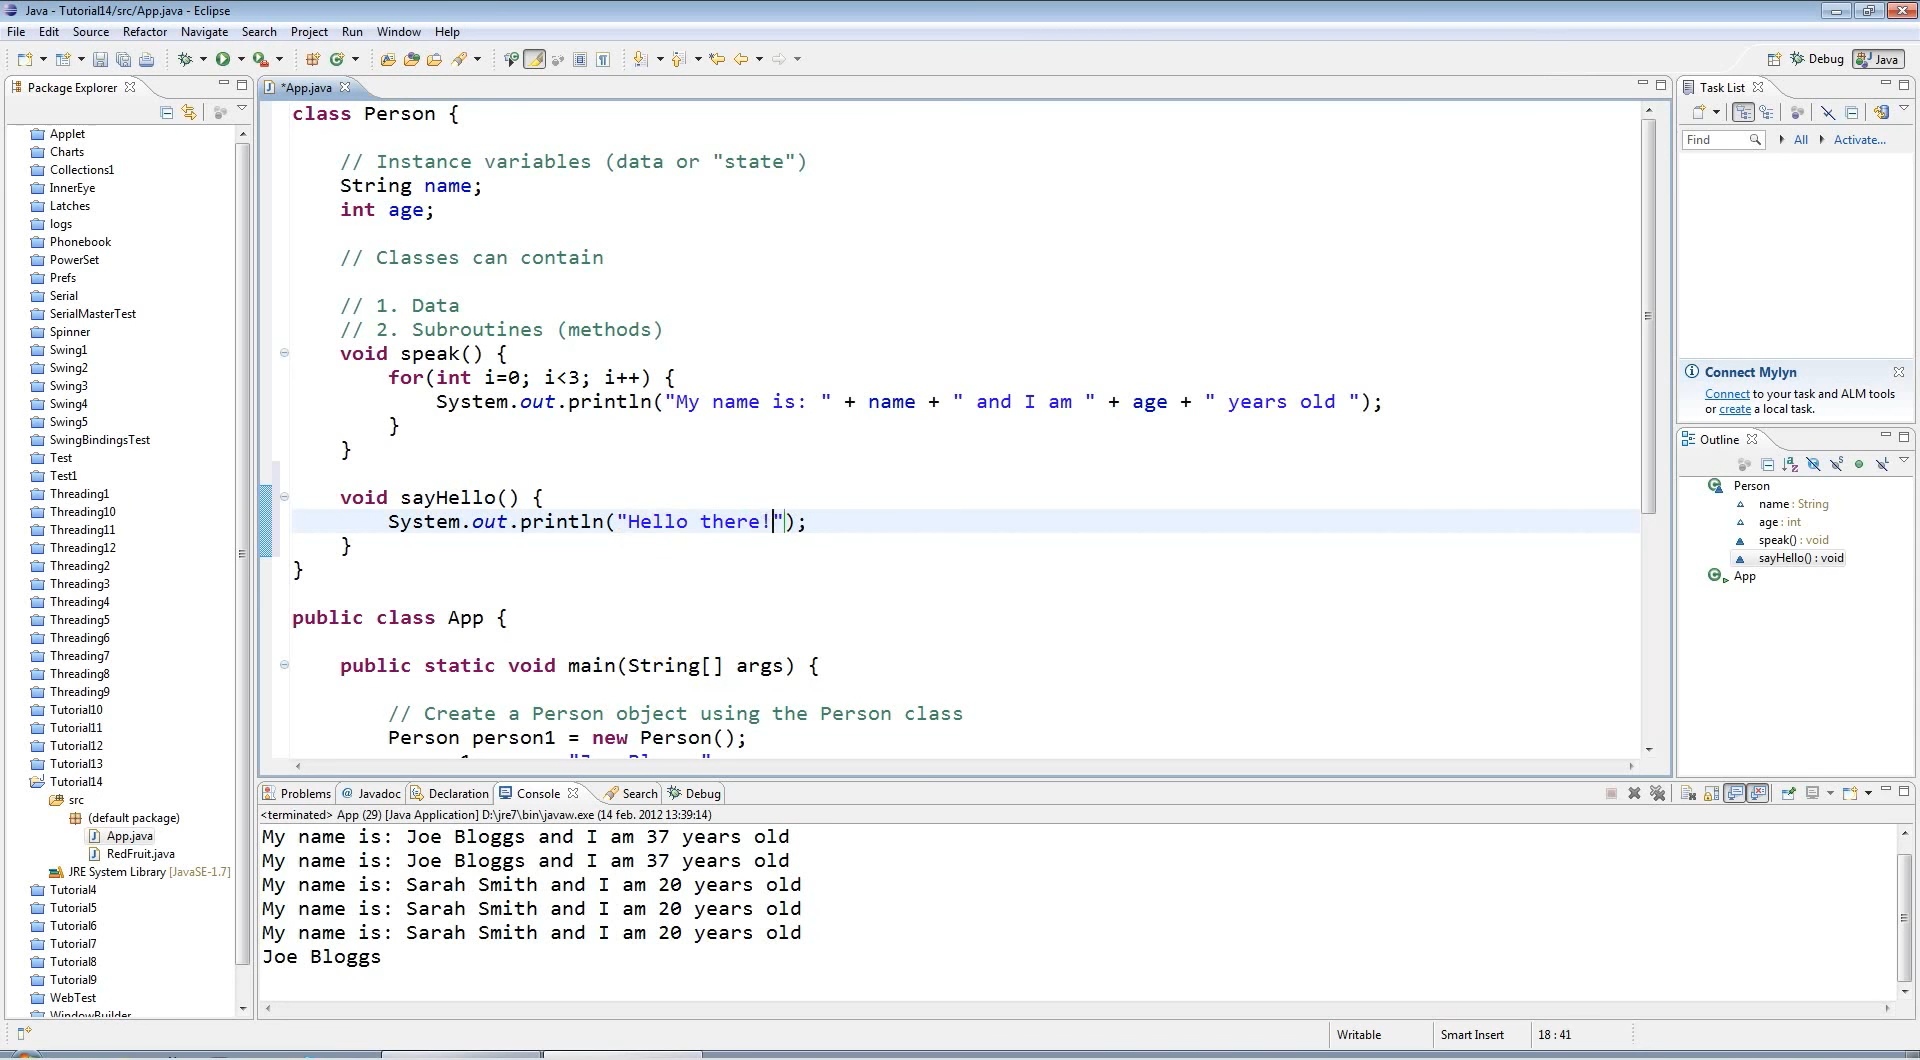 Java - Tutorial14/src/App.java - Eclipse
File Edit Source Refactor Navigate Search Project Run Window Help
Debug Java
Package Explorer
Applet
Charts
Collections1
InnerEye
Latches
logs
Phonebook
PowerSet
Prefs
Serial
SerialMasterTest
Spinner
Swing1
Swing2
Swing3
Swing4
Swing5
SwingBindingsTest
Test
Test1
Threading1
Threading10
Threading11
Threading12
Threading2
Threading3
Threading4
Threading5
Threading6
Threading7
Threading8
Threading9
Tutorial10
Tutorial11
Tutorial12
Tutorial13
Tutorial14
src
(default package)
App.java
RedFruit.java
JRE System Library [JavaSE-1.7]
Tutorial4
Tutorial5
Tutorial6
Tutorial7
Tutorial8
Tutorial9
WebTest
WindowBuilder
*App.java
class Person {
// Instance variables (data or "state")
String name;
int age;
// Classes can contain
// 1. Data
// 2. Subroutines (methods)
void speak() {
for(int i=0; i<3; i++) {
System.out.println("My name is: " + name + " and I am " + age + " years old ");
}
}
void sayHello() {
System.out.println("Hello there!");
}
}
public class App {
public static void main(String[] args) {
// Create a Person object using the Person class
Person person1 = new Person();
Problems Javadoc Declaration Console Search Debug
<terminated> App (29) [Java Application] D:\jre7\bin\javaw.exe (14 feb. 2012 13:39:14)
My name is: Joe Bloggs and I am 37 years old
My name is: Joe Bloggs and I am 37 years old
My name is: Sarah Smith and I am 20 years old
My name is: Sarah Smith and I am 20 years old
My name is: Sarah Smith and I am 20 years old
Joe Bloggs
Task List
Find All Activate...
Connect Mylyn
Connect to your task and ALM tools
or create a local task.
Outline
Person
name : String
age : int
speak() : void
sayHello() : void
App
Writable Smart Insert 18 : 41